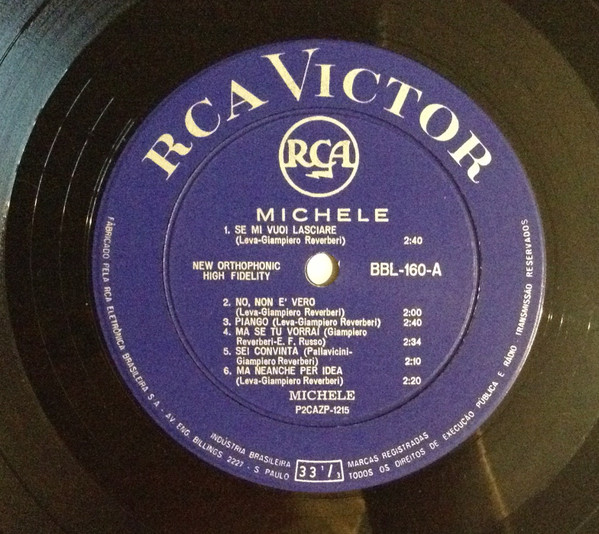 RCA VICTOR
RCA
MICHELE
1. SE MI VUOI LASCIARE
(Leva-Giampiero Reverberi) 2:40
NEW ORTHOPHONIC
HIGH FIDELITY
BBL-160-A
2. NO, NON E' VERO
(Leva-Giampiero Reverberi) 2:00
3. PIANGO (Leva-Giampiero Reverberi) 2:40
4. MA SE TU VORRAI (Giampiero
Reverberi-E. F. Russo) 2:34
5. SEI CONVINTA (Pallavicini-
Giampiero Reverberi) 2:10
6. MA NEANCHE PER IDEA
(Leva-Giampiero Reverberi) 2:20
MICHELE
P2CAZP-1215
FABRICADO PELA RCA ELETRÔNICA BRASILEIRA S.A. - AV. ENG. BILLINGS 2227 - S. PAULO
INDÚSTRIA BRASILEIRA
33 1/3
MARCAS REGISTRADAS
TODOS OS DIREITOS DE EXECUÇÃO PÚBLICA E RÁDIO TRANSMISSÃO RESERVADOS